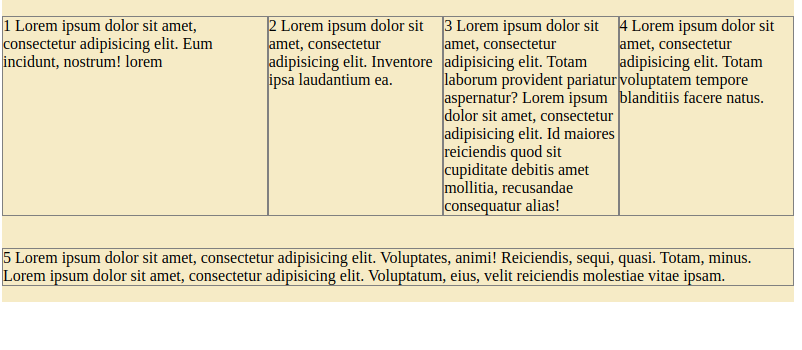 1 Lorem ipsum dolor sit amet,
consectetur adipisicing elit. Eum
incidunt, nostrum! lorem
2 Lorem ipsum dolor sit
amet, consectetur
adipisicing elit. Inventore
ipsa laudantium ea.
3 Lorem ipsum dolor sit
amet, consectetur
adipisicing elit. Totam
laborum provident pariatur
aspernatur? Lorem ipsum
dolor sit amet, consectetur
adipisicing elit. Id maiores
reiciendis quod sit
cupiditate debitis amet
mollitia, recusandae
consequatur alias!
4 Lorem ipsum dolor sit
amet, consectetur
adipisicing elit. Totam
voluptatem tempore
blanditiis facere natus.
5 Lorem ipsum dolor sit amet, consectetur adipisicing elit. Voluptates, animi! Reiciendis, sequi, quasi. Totam, minus.
Lorem ipsum dolor sit amet, consectetur adipisicing elit. Voluptatum, eius, velit reiciendis molestiae vitae ipsam.